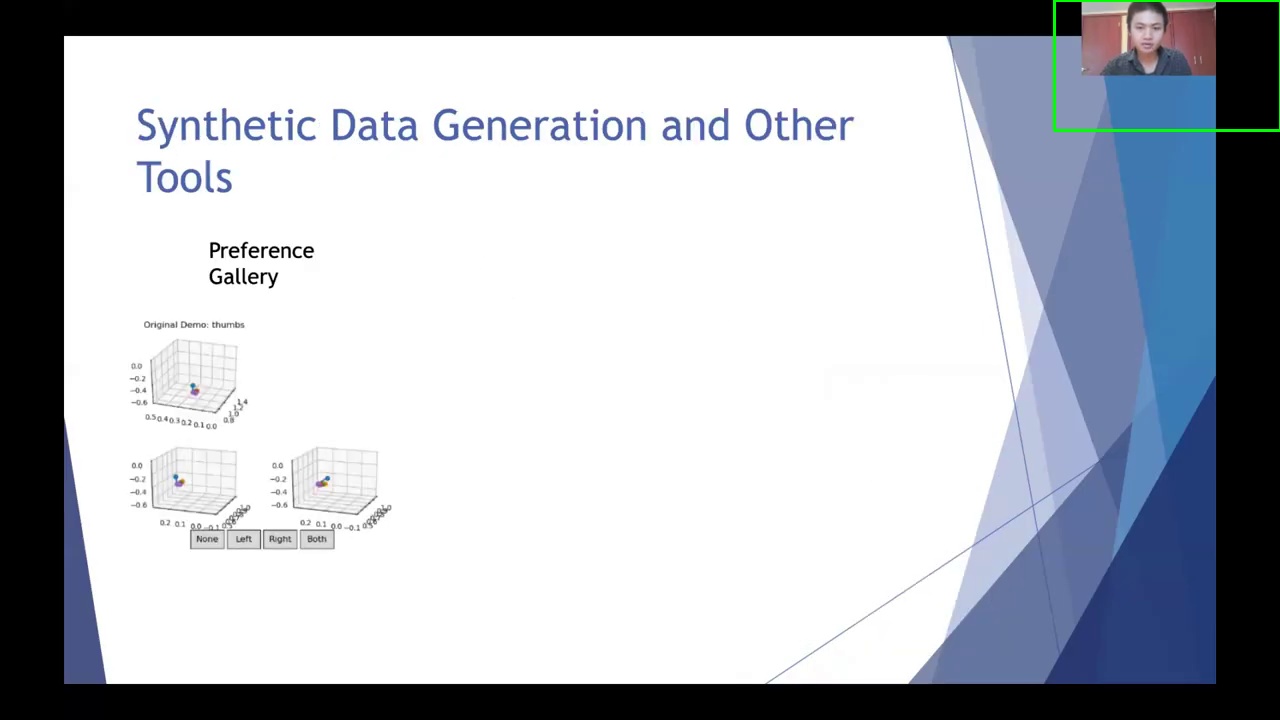 Synthetic Data Generation and Other
Tools
Preference
Gallery
Original Demo: thumbs
0.0
−0.2
−0.4
−0.6
0.5 0.4 0.3 0.2 0.1 0.0
0.8 1.0 1.2 1.4
0.0
−0.2
−0.4
−0.6
0.2 0.1 0.0 −0.1
0.0
−0.2
−0.4
−0.6
0.2 0.1 0.0 −0.1
None Left Right Both